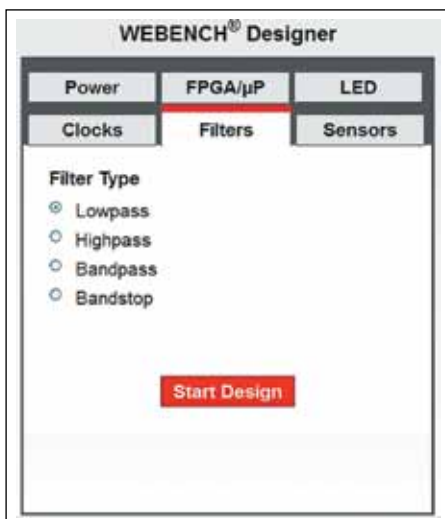 WEBENCH® Designer
Power FPGA/µP LED
Clocks Filters Sensors
Filter Type
Lowpass
Highpass
Bandpass
Bandstop
Start Design